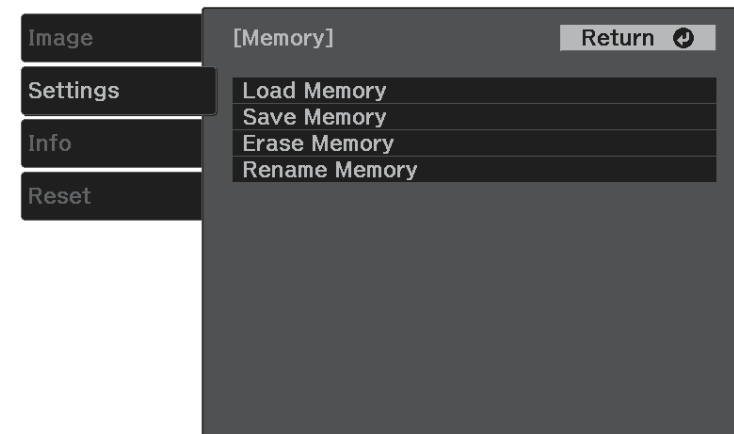 Image
Settings
Info
Reset
[Memory]
Return
Load Memory
Save Memory
Erase Memory
Rename Memory